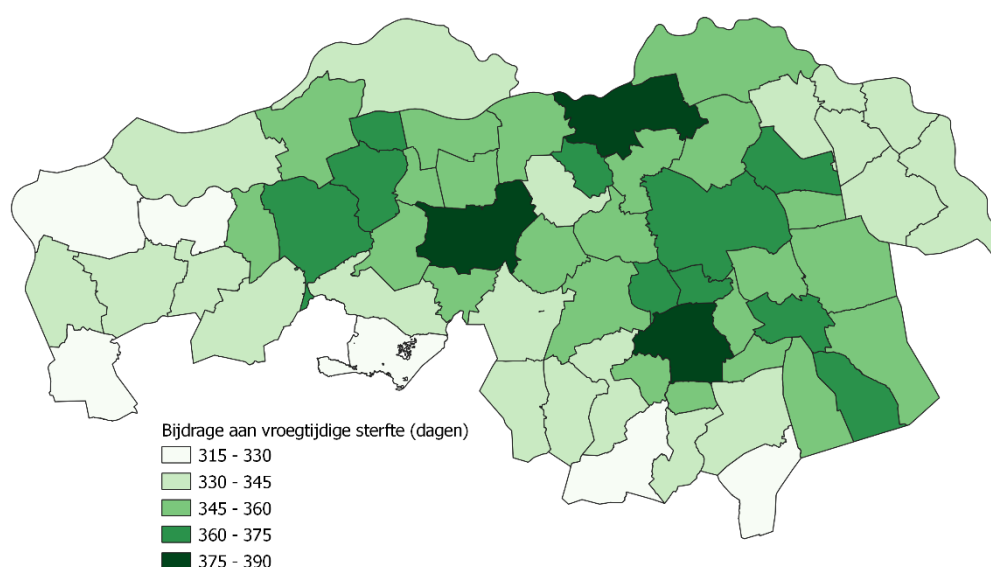 Bijdrage aan vroegtijdige sterfte (dagen)
315 - 330
330 - 345
345 - 360
360 - 375
375 - 390